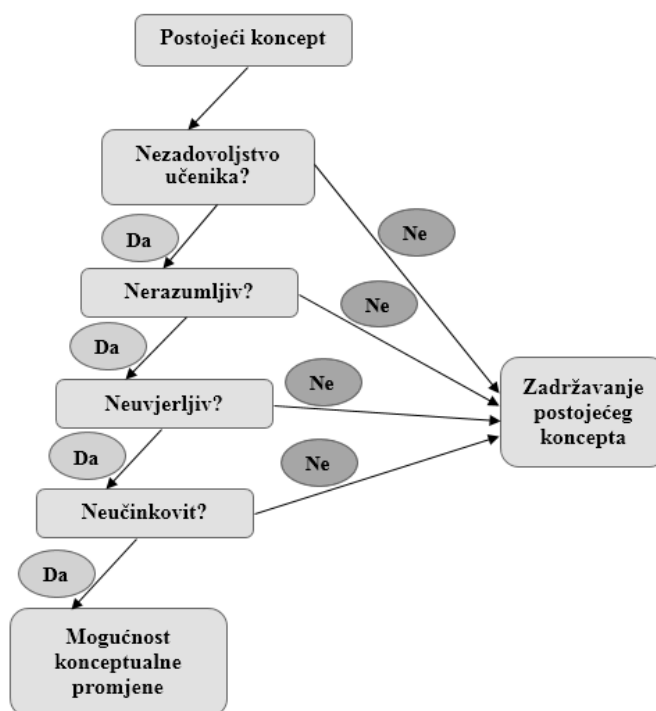 Postojeći koncept
Nezadovoljstvo
učenika?
Da
Ne
Nerazumljiv?
Ne
Da
Neuvjerljiv?
Ne
Zadržavanje
postojećeg
koncepta
Da
Ne
Neučinkovit?
Da
Mogućnost
konceptualne
promjene